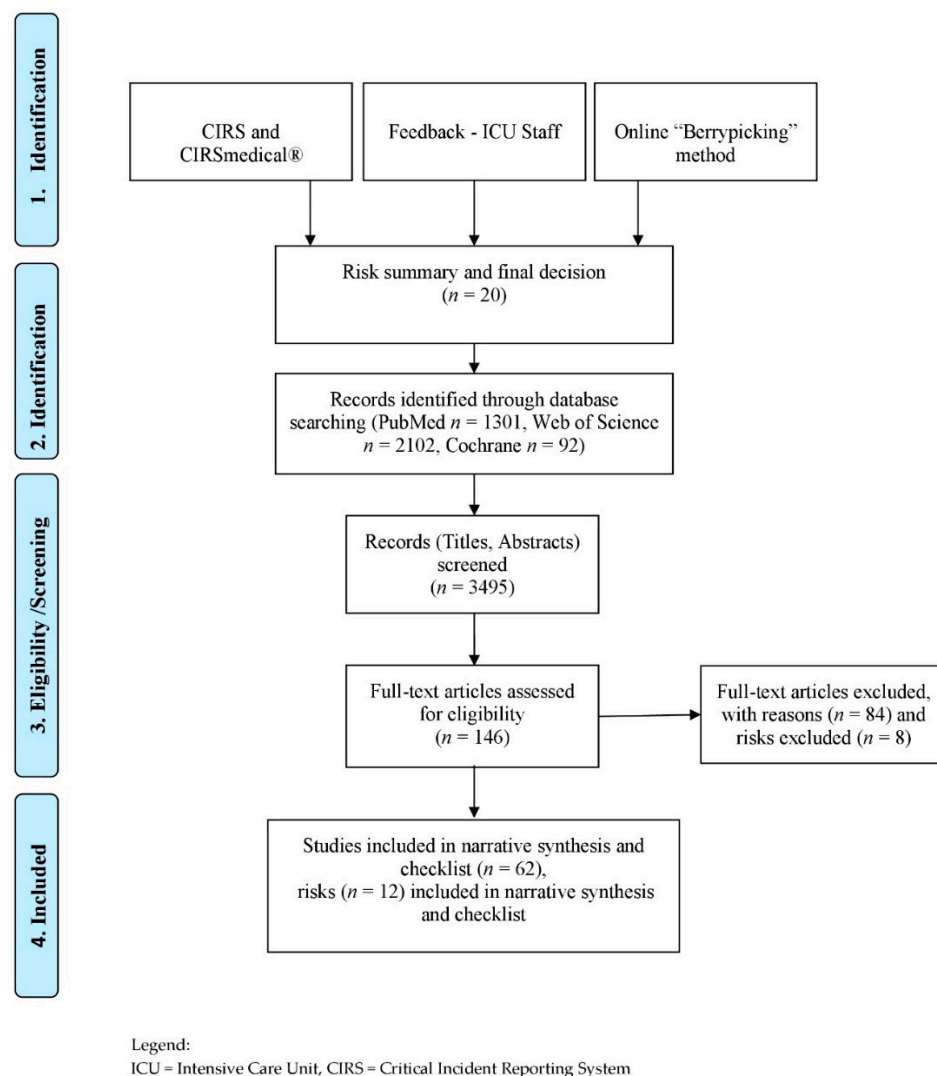 1. Identification
CIRS and
CIRSmedical®
Feedback - ICU Staff
Online “Berrypicking”
method
Risk summary and final decision
(n = 20)
2. Identification
Records identified through database
searching (PubMed n = 1301, Web of Science
n = 2102, Cochrane n = 92)
3. Eligibility /Screening
Records (Titles, Abstracts)
screened
(n = 3495)
Full-text articles assessed
for eligibility
(n = 146)
Full-text articles excluded,
with reasons (n = 84) and
risks excluded (n = 8)
4. Included
Studies included in narrative synthesis and
checklist (n = 62),
risks (n = 12) included in narrative synthesis
and checklist
Legend:
ICU = Intensive Care Unit, CIRS = Critical Incident Reporting System